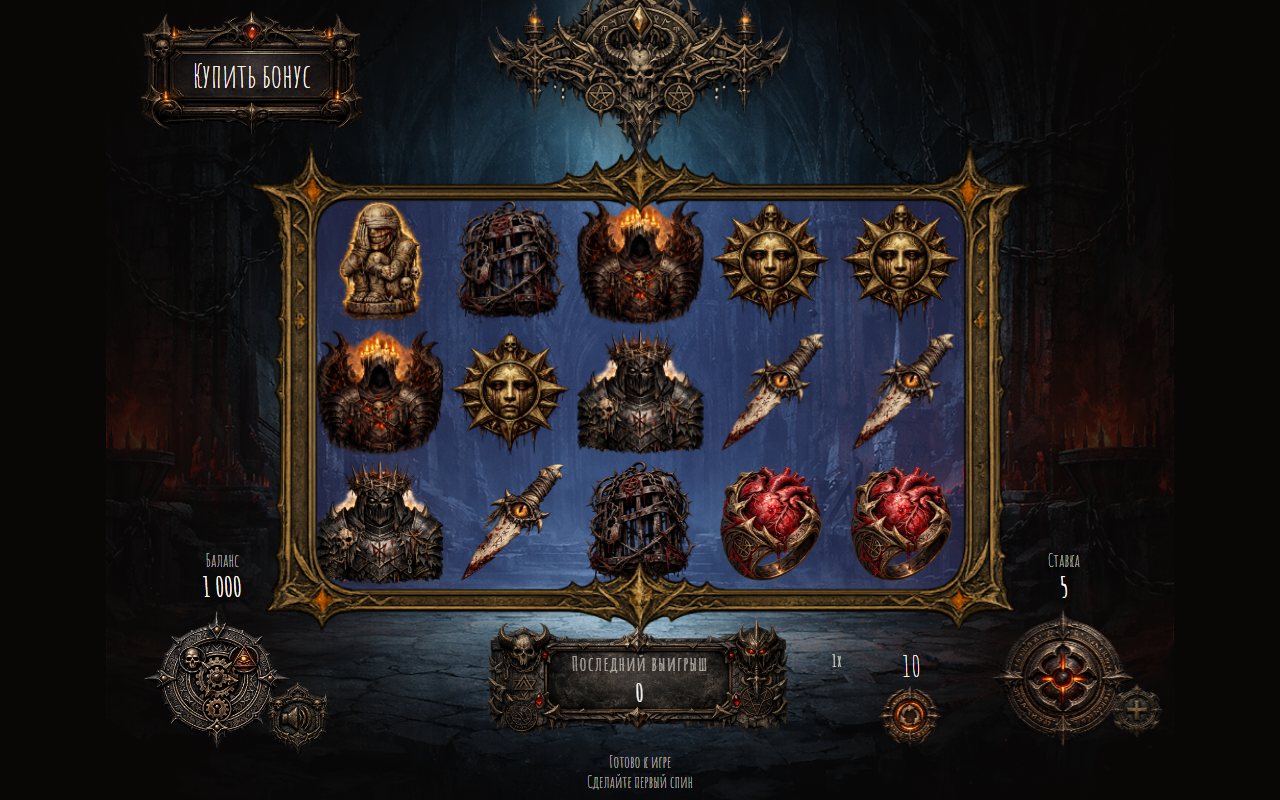 Купить бонус
Баланс
1 000
Ставка
5
Последний выигрыш
0
1x
10
Готово к игре
Сделайте первый спин